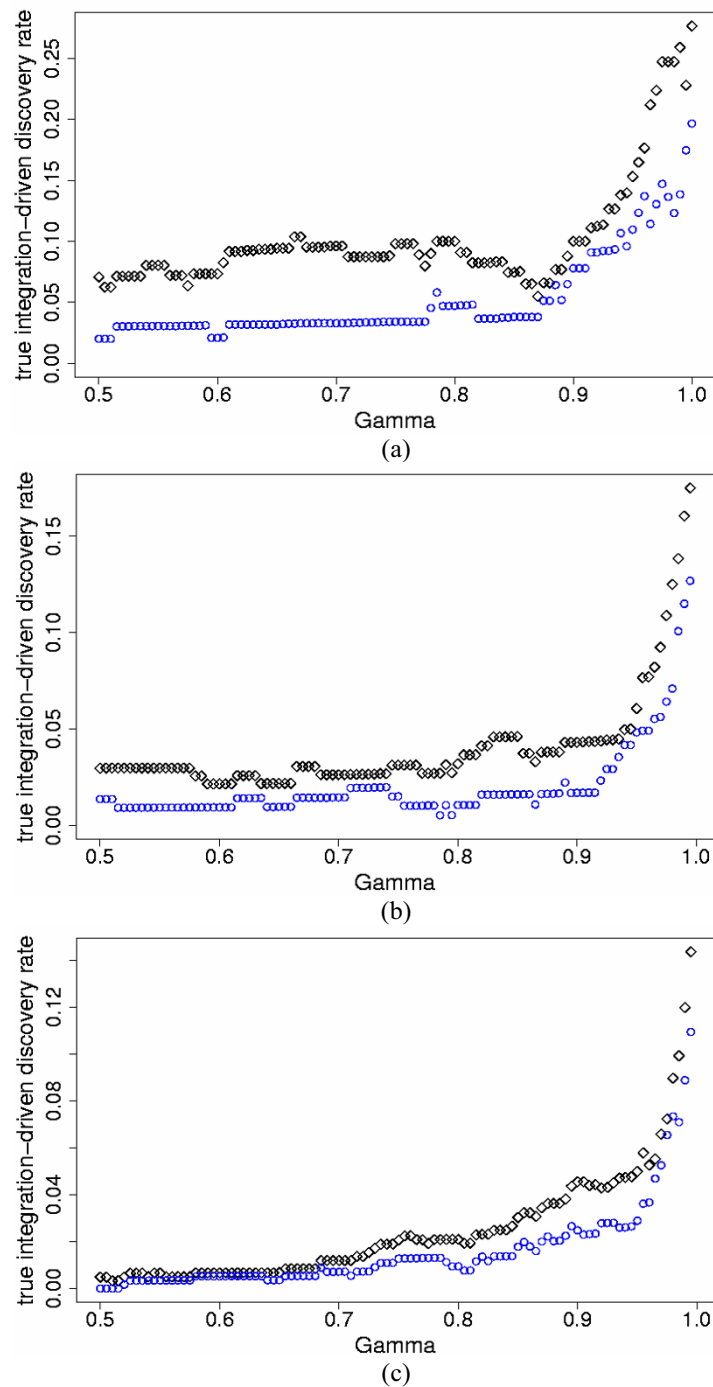 true integration-driven discovery rate
0.25
0.20
0.15
0.10
0.05
0.00
0.5 0.6 0.7 0.8 0.9 1.0
Gamma
(a)
true integration-driven discovery rate
0.15
0.10
0.05
0.00
0.5 0.6 0.7 0.8 0.9 1.0
Gamma
(b)
true integration-driven discovery rate
0.12
0.08
0.04
0.00
0.5 0.6 0.7 0.8 0.9 1.0
Gamma
(c)